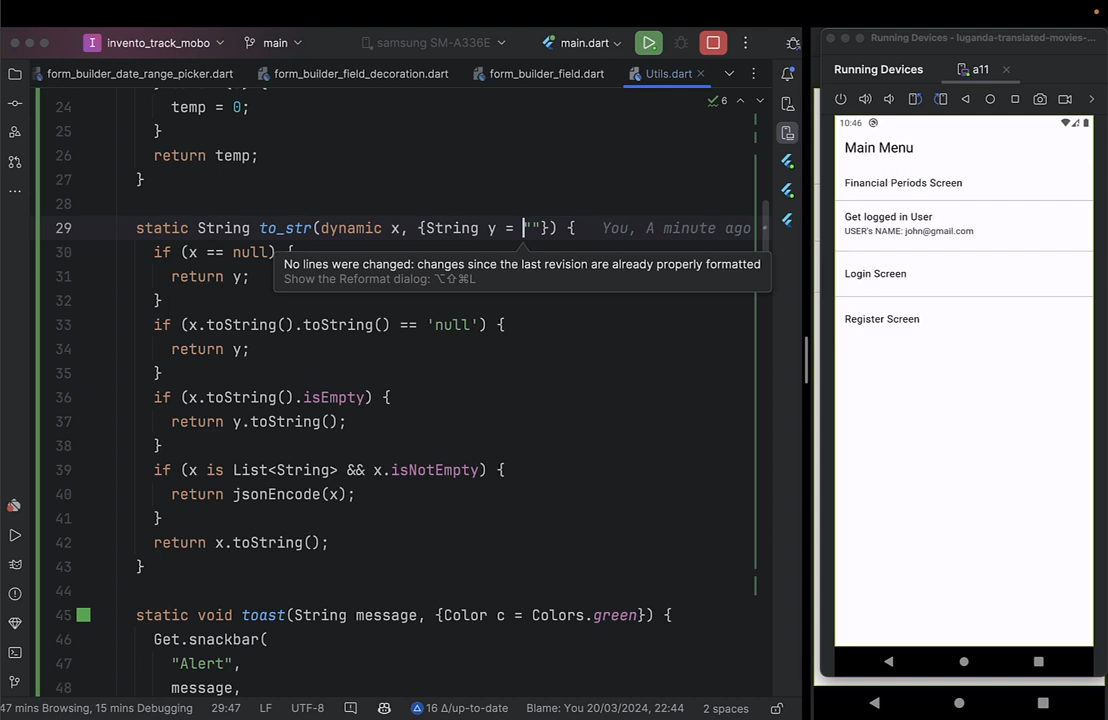 invento_track_mobo
main
samsung SM-A336E
main.dart
form_builder_date_range_picker.dart
form_builder_field_decoration.dart
form_builder_field.dart
Utils.dart
24 temp = 0;
6
25 }
26 return temp;
27 }
28
29 static String to_str(dynamic x, {String y = ""}) { You, A minute ago
30 if (x == null) {
No lines were changed: changes since the last revision are already properly formatted
Show the Reformat dialog: ⌥⇧⌘L
31 return y;
32 }
33 if (x.toString().toString() == 'null') {
34 return y;
35 }
36 if (x.toString().isEmpty) {
37 return y.toString();
38 }
39 if (x is List<String> && x.isNotEmpty) {
40 return jsonEncode(x);
41 }
42 return x.toString();
43 }
44
45 static void toast(String message, {Color c = Colors.green}) {
46 Get.snackbar(
47 "Alert",
48 message,
47 mins Browsing, 15 mins Debugging
29:47
LF
UTF-8
16 Δ/up-to-date
Blame: You 20/03/2024, 22:44
2 spaces
Running Devices - luganda-translated-movies-...
Running Devices
a11
10:46
Main Menu
Financial Periods Screen
Get logged in User
USER's NAME: john@gmail.com
Login Screen
Register Screen